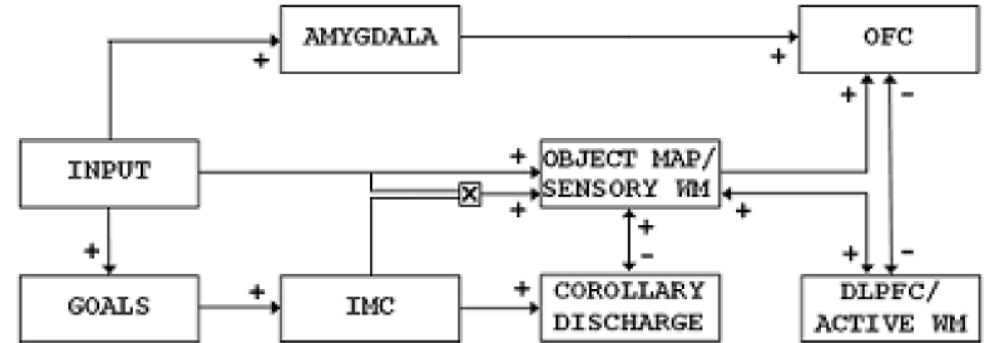 AMYGDALA
OFC
+
+
+
-
INPUT
+
OBJECT MAP/
SENSORY WM
X
+
+
+
+
-
+
-
GOALS
+
IMC
+
COROLLARY
DISCHARGE
DLPFC/
ACTIVE WM